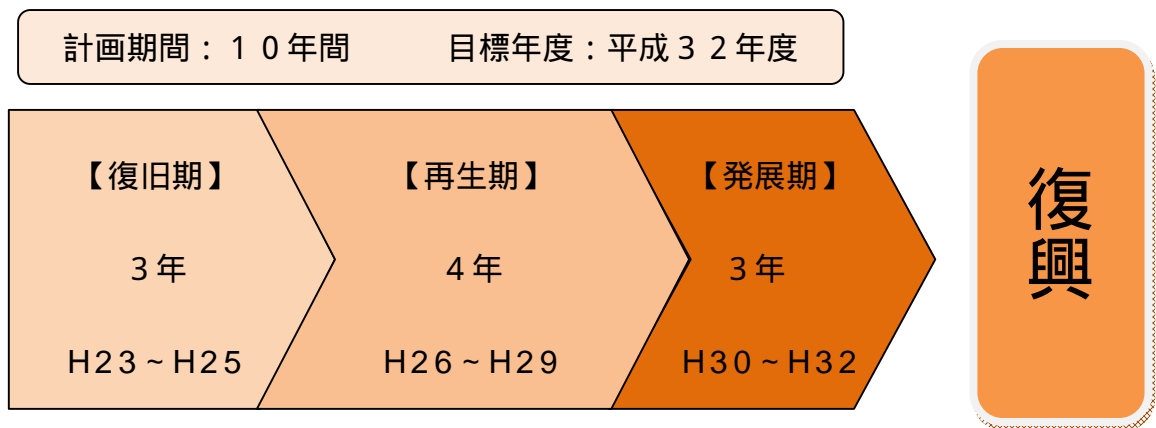 計画期間：１０年間　　　目標年度：平成３２年度
【復旧期】
３年
H23～H25
【再生期】
４年
H26～H29
【発展期】
３年
H30～H32
復興